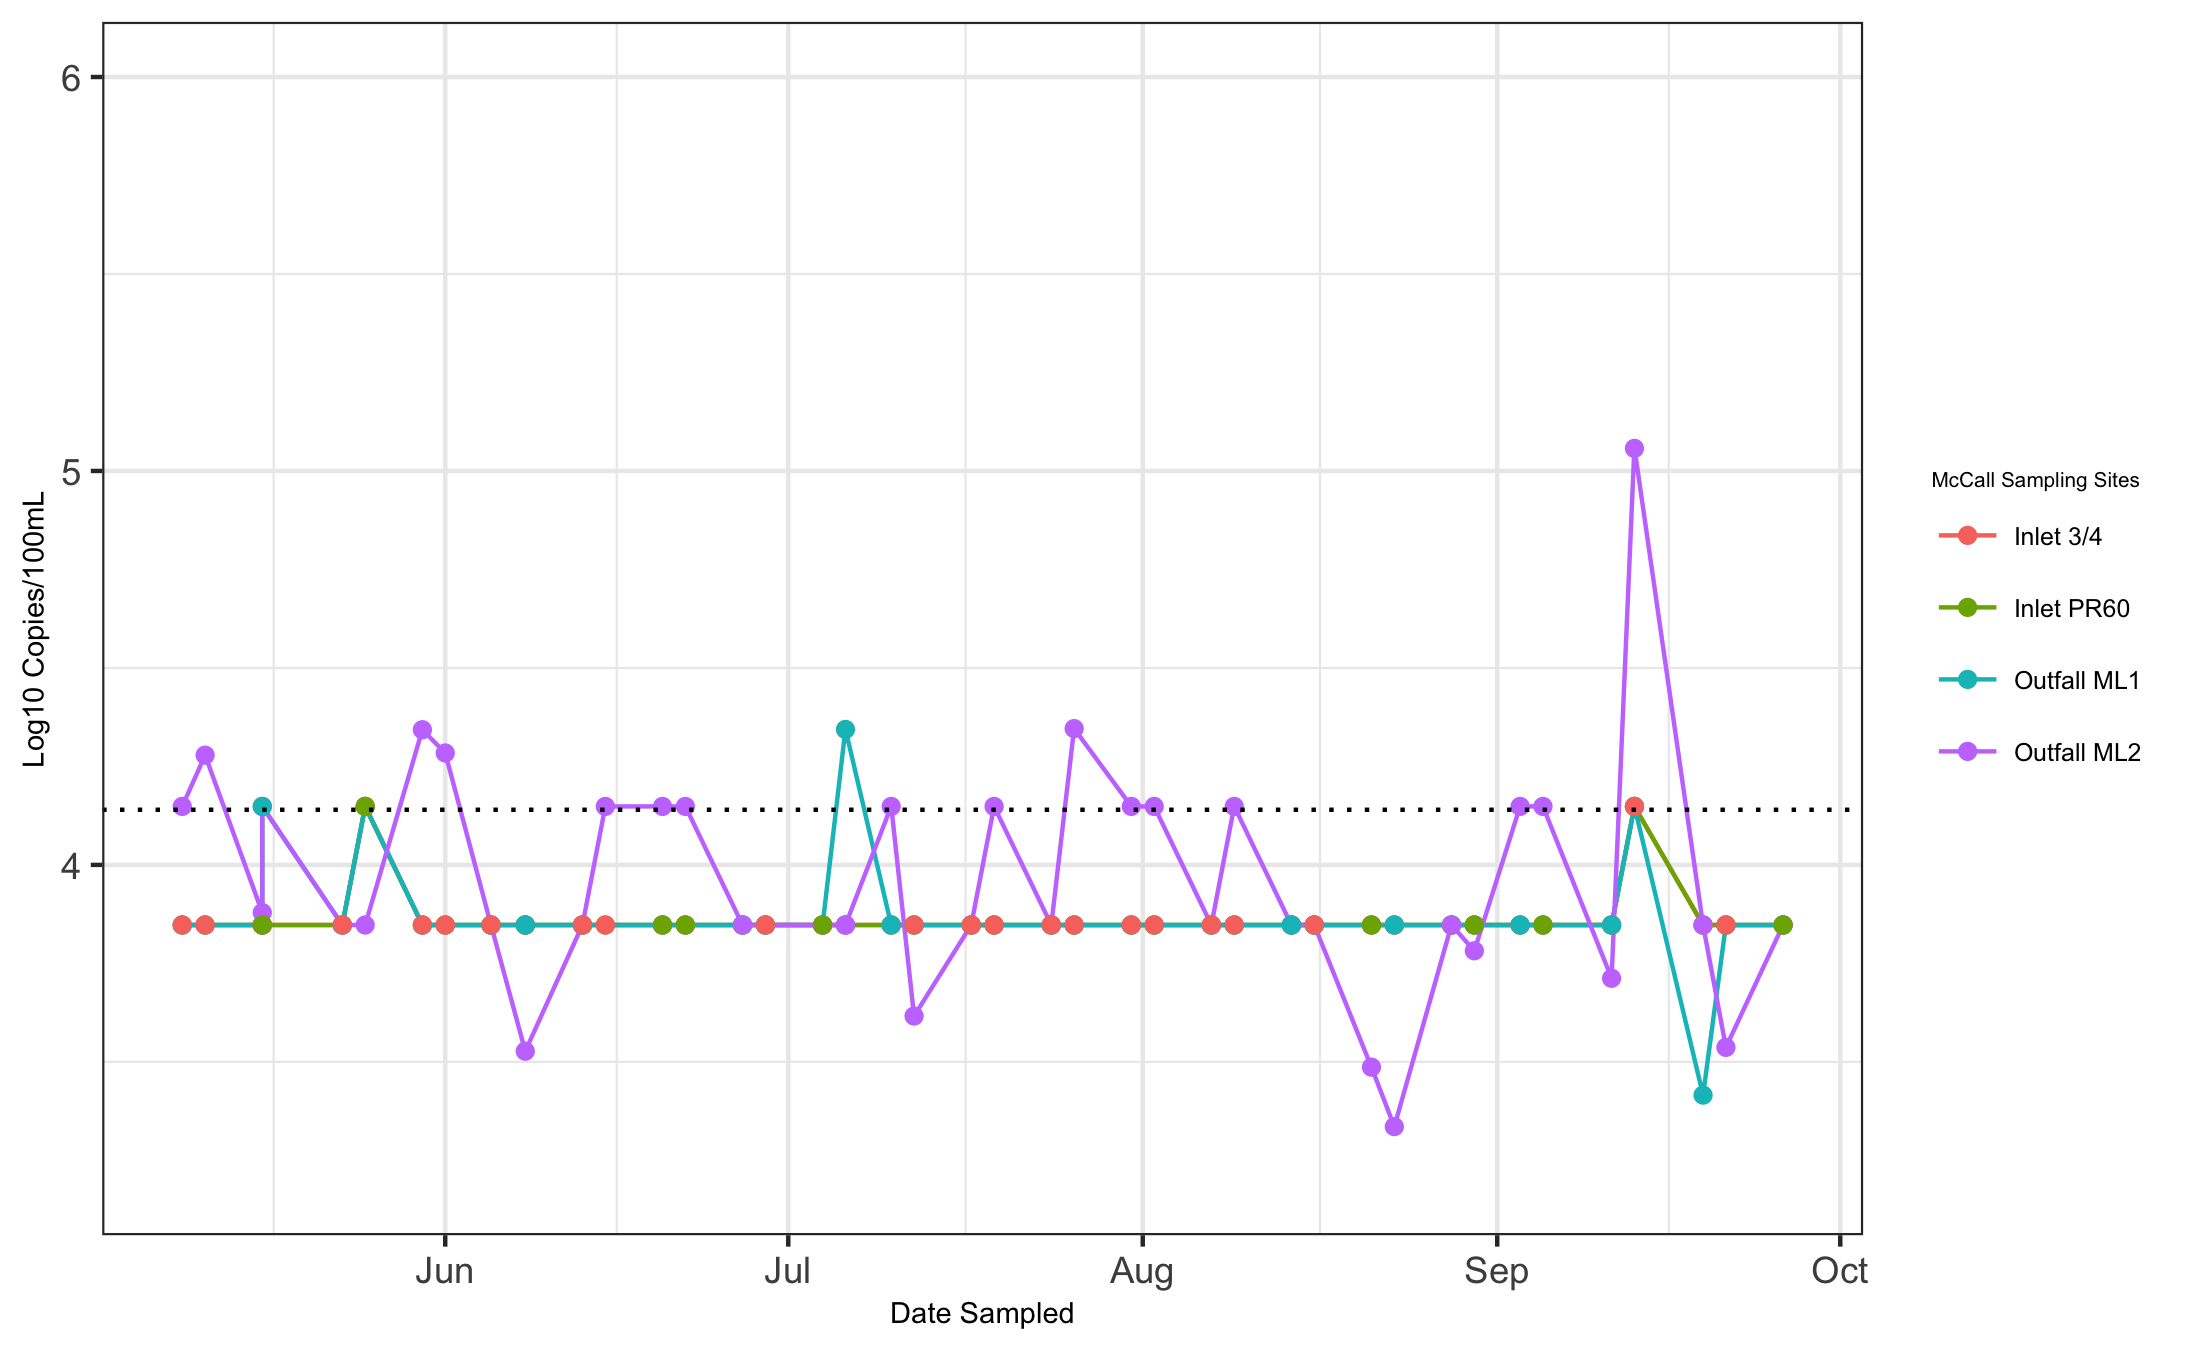 6
5
4
Log10 Copies/100mL
Jun
Jul
Aug
Sep
Oct
Date Sampled
McCall Sampling Sites
Inlet 3/4
Inlet PR60
Outfall ML1
Outfall ML2